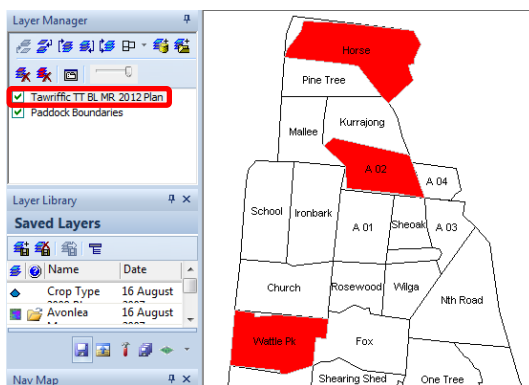 Layer Manager
Tawriffic TT BL MR 2012 Plan
Paddock Boundaries
Layer Library
Saved Layers
Name Date
Crop Type 16 August
Avonlea 16 August
Nav Map
Horse
Pine Tree
Mallee
Kurrajong
A 02
A 04
School
Ironbark
A 01
Sheoak
A 03
Church
Rosewood
Wilga
Nth Road
Wattle Pk
Fox
Shearing Shed
One Tree